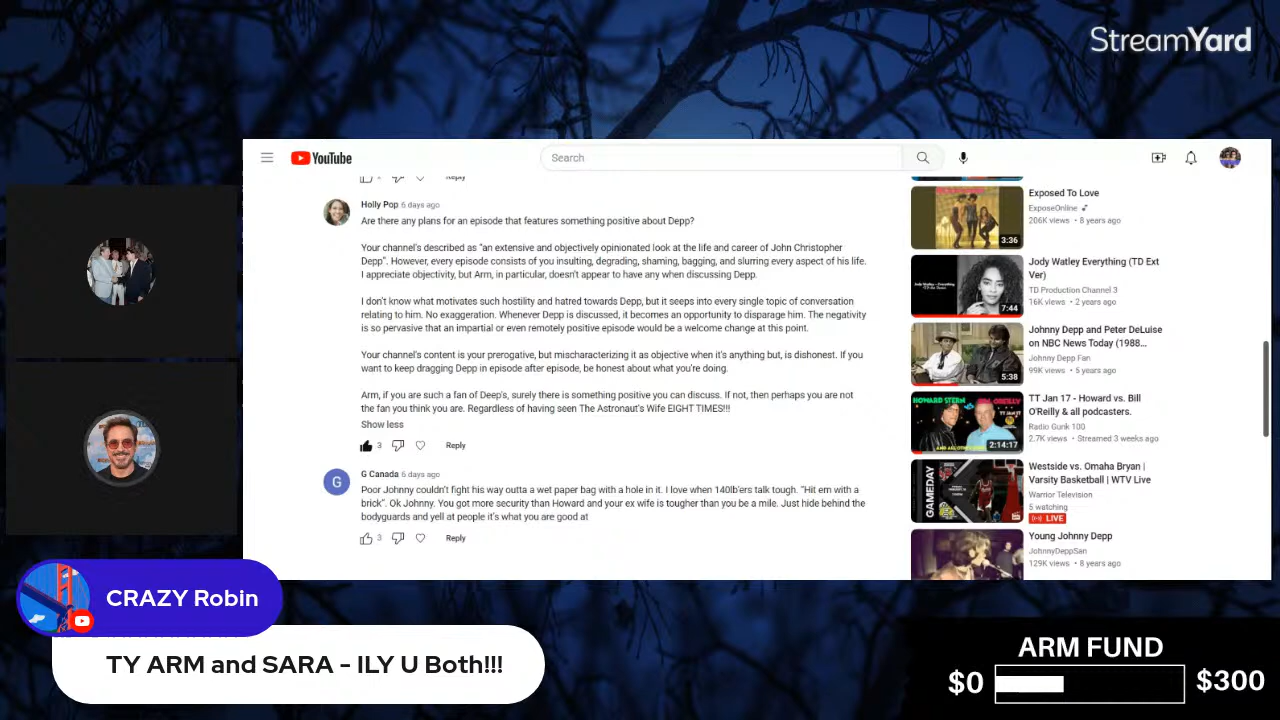 StreamYard
YouTube
Search
Reply
Holly Pop 6 days ago
Are there any plans for an episode that features something positive about Depp?
Your channel's described as "an extensive and objectively opinionated look at the life and career of John Christopher
Depp". However, every episode consists of you insulting, degrading, shaming, bagging, and slurring every aspect of his life.
I appreciate objectivity, but Arm, in particular, doesn't appear to have any when discussing Depp.
I don't know what motivates such hostility and hatred towards Depp, but it seeps into every single topic of conversation
relating to him. No exaggeration. Whenever Depp is discussed, it becomes an opportunity to disparage him. The negativity
is so pervasive that an impartial or even remotely positive episode would be a welcome change at this point.
Your channel's content is your prerogative, but mischaracterizing it as objective when it's anything but, is dishonest. If you
want to keep dragging Depp in episode after episode, be honest about what you're doing.
Arm, if you are such a fan of Deep's, surely there is something positive you can discuss. If not, then perhaps you are not
the fan you think you are. Regardless of having seen The Astronaut's Wife EIGHT TIMES!!!
Show less
3 Reply
G
G Canada 6 days ago
Poor Johnny couldn't fight his way outta a wet paper bag with a hole in it. I love when 140lb'ers talk tough. "Hit em with a
brick". Ok Johnny. You got more security than Howard and your ex wife is tougher than you be a mile. Just hide behind the
bodyguards and yell at people it's what you are good at
3 Reply
Exposed To Love
ExposeOnline
206K views • 8 years ago
3:36
Jody Watley Everything (TD Ext
Ver)
TD Production Channel 3
16K views • 2 years ago
7:44
Johnny Depp and Peter DeLuise
on NBC News Today (1988...
Johnny Depp Fan
99K views • 5 years ago
5:38
TT Jan 17 - Howard vs. Bill
O'Reilly & all podcasters.
Radio Gunk 100
2.7K views • Streamed 3 weeks ago
HOWARD STERN
2:14:17
Westside vs. Omaha Bryan |
Varsity Basketball | WTV Live
Warrior Television
5 watching
LIVE
GAMEDAY
Young Johnny Depp
JohnnyDeppSan
129K views • 8 years ago
CRAZY Robin
TY ARM and SARA - ILY U Both!!!
ARM FUND
$0 $300